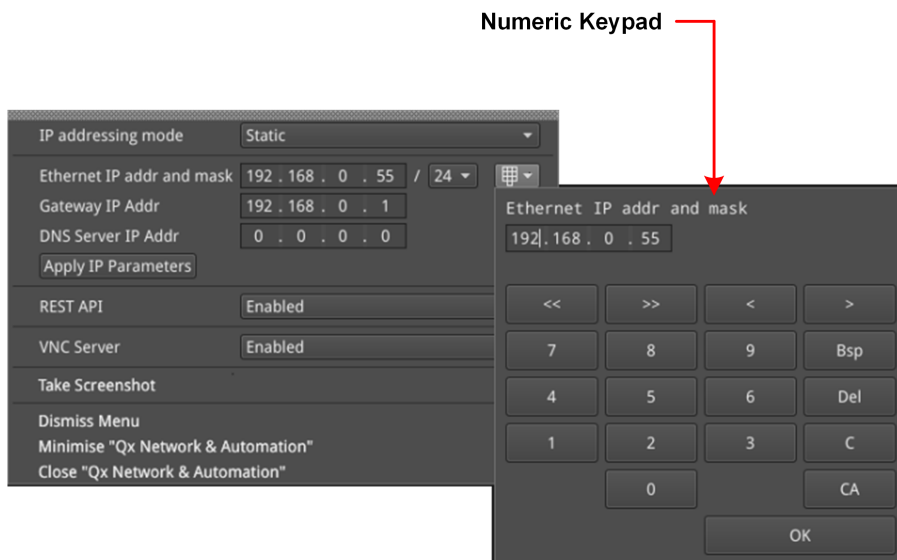 Numeric Keypad
IP addressing mode Static
Ethernet IP addr and mask 192 . 168 . 0 . 55 / 24
Gateway IP Addr 192 . 168 . 0 . 1
DNS Server IP Addr 0 . 0 . 0 . 0
Apply IP Parameters
REST API Enabled
VNC Server Enabled
Take Screenshot
Dismiss Menu
Minimise "Qx Network & Automation"
Close "Qx Network & Automation"
Ethernet IP addr and mask
192 . 168 . 0 . 55
<< >> < >
7 8 9 Bsp
4 5 6 Del
1 2 3 C
0 CA
OK